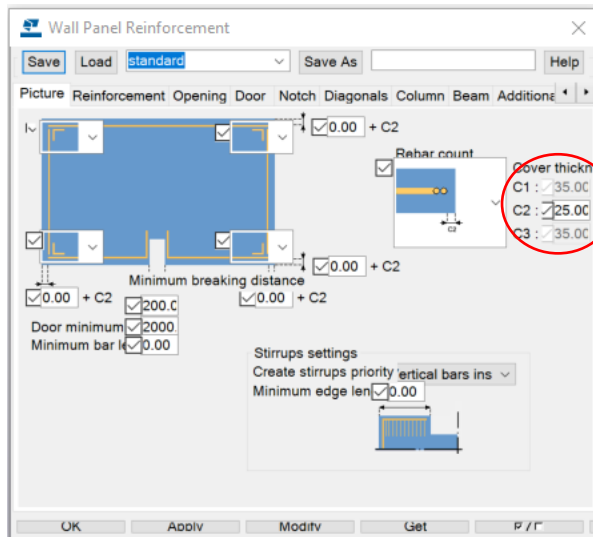 Wall Panel Reinforcement
Save Load standard Save As Help
Picture Reinforcement Opening Door Notch Diagonals Column Beam Additiona
0.00 + C2
Rebar count
Cover thickn
C1 : 35.00
C2 : 25.00
C3 : 35.00
C2
0.00 + C2
Minimum breaking distance
0.00 + C2 0.00 + C2
200.0
Door minimum 2000.
Minimum bar le 0.00
Stirrups settings
Create stirrups priority ertical bars ins
Minimum edge len 0.00
OK Apply Modify Get